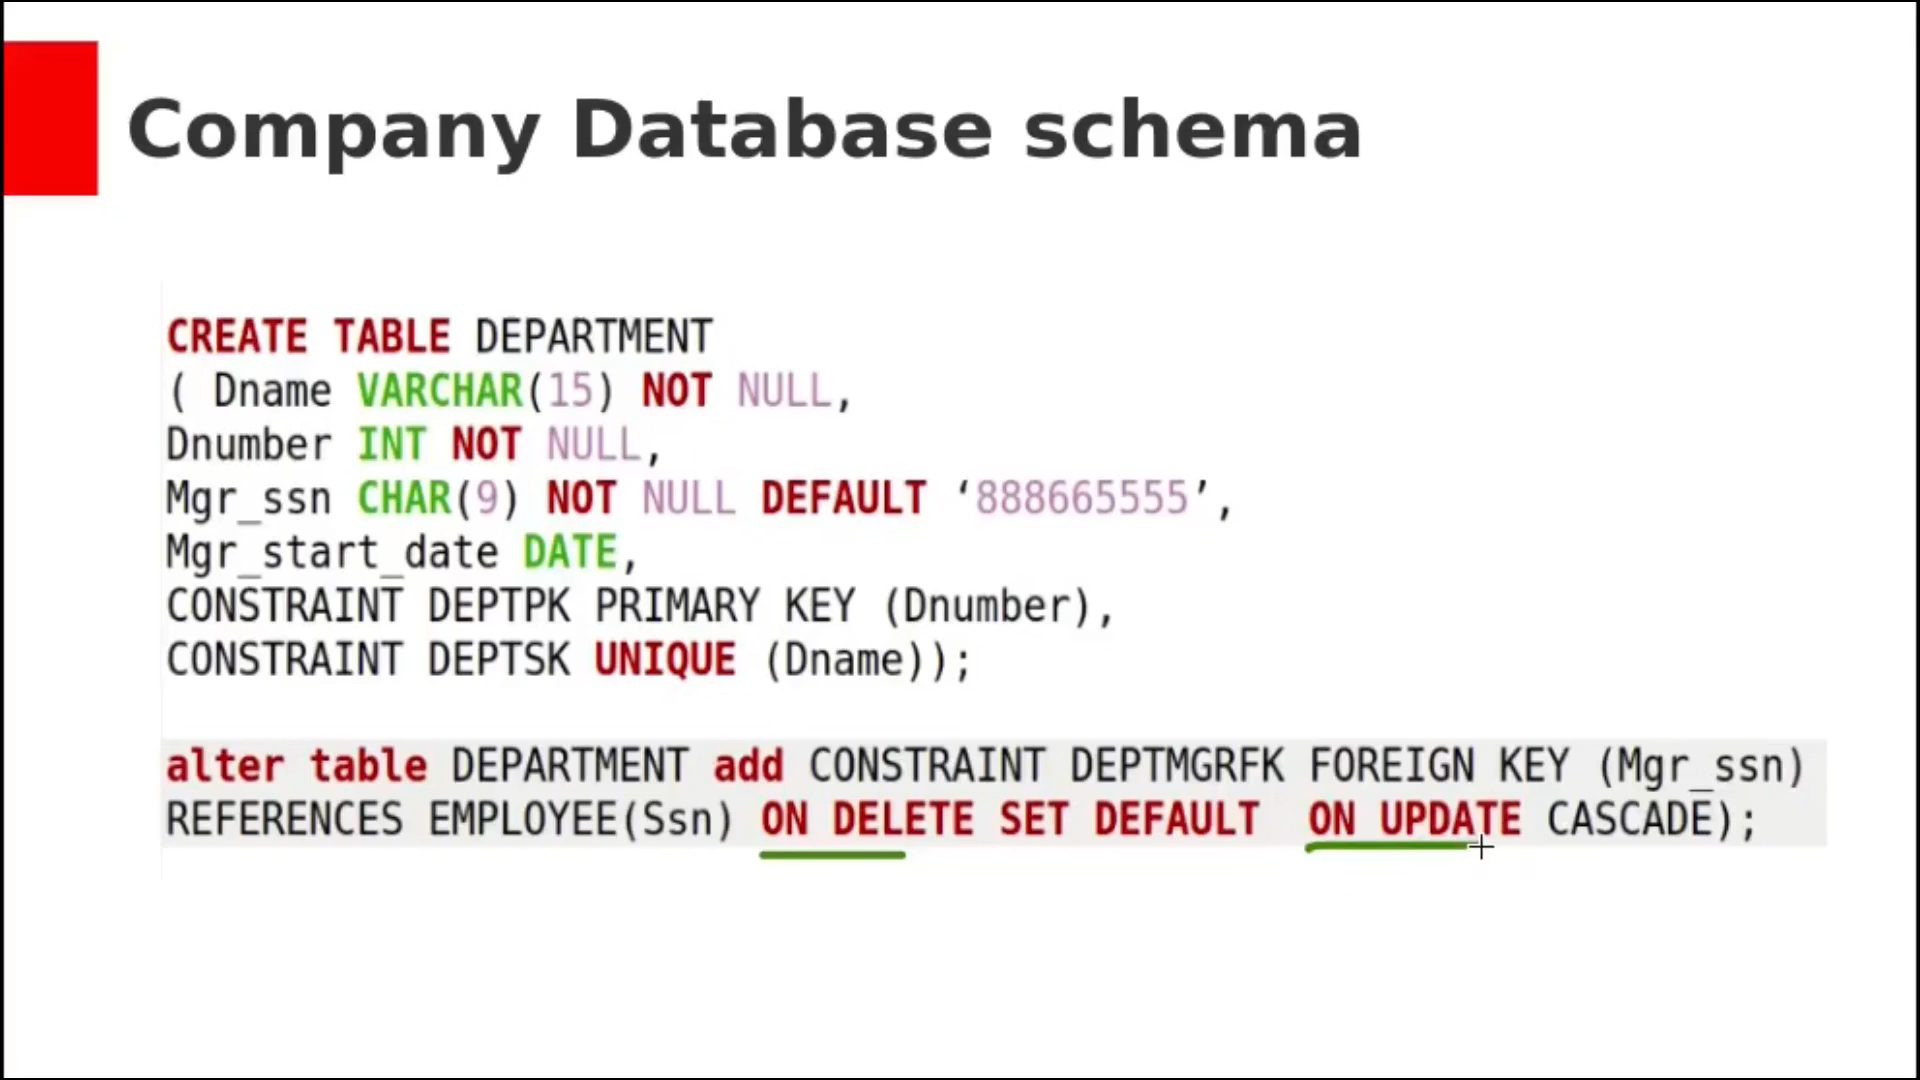 Company Database schema
CREATE TABLE DEPARTMENT
( Dname VARCHAR(15) NOT NULL,
Dnumber INT NOT NULL,
Mgr_ssn CHAR(9) NOT NULL DEFAULT ‘888665555’,
Mgr_start_date DATE,
CONSTRAINT DEPTPK PRIMARY KEY (Dnumber),
CONSTRAINT DEPTSK UNIQUE (Dname));
alter table DEPARTMENT add CONSTRAINT DEPTMGRFK FOREIGN KEY (Mgr_ssn)
REFERENCES EMPLOYEE(Ssn) ON DELETE SET DEFAULT  ON UPDATE CASCADE);